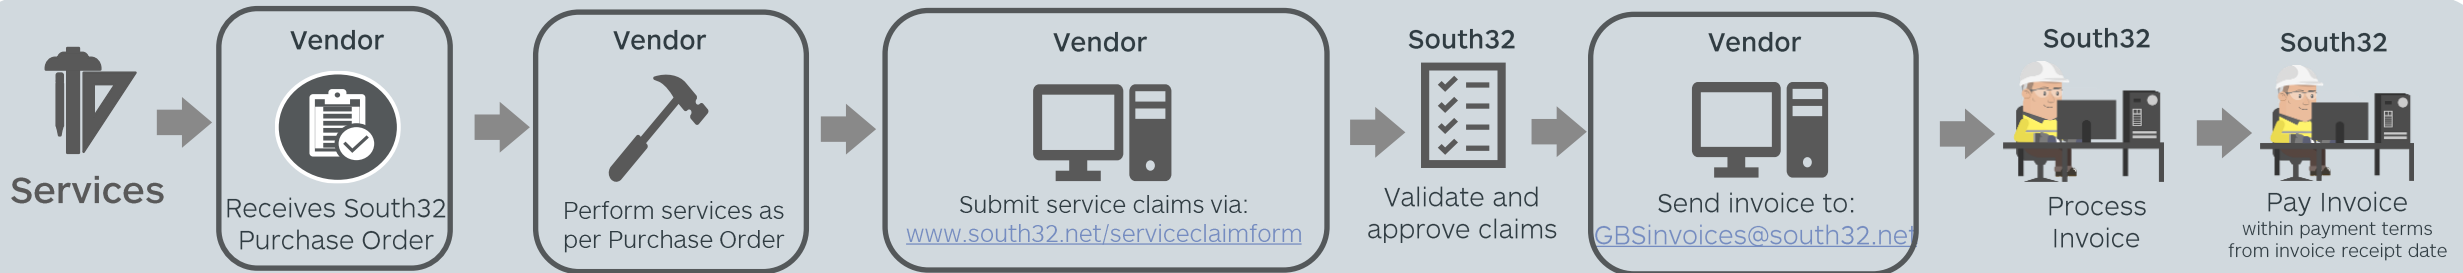 Services
Vendor
Receives South32
Purchase Order
Vendor
Perform services as
per Purchase Order
Vendor
Submit service claims via:
www.south32.net/serviceclaimform
South32
Validate and
approve claims
Vendor
Send invoice to:
GBSinvoices@south32.net
South32
Process
Invoice
South32
Pay Invoice
within payment terms
from invoice receipt date